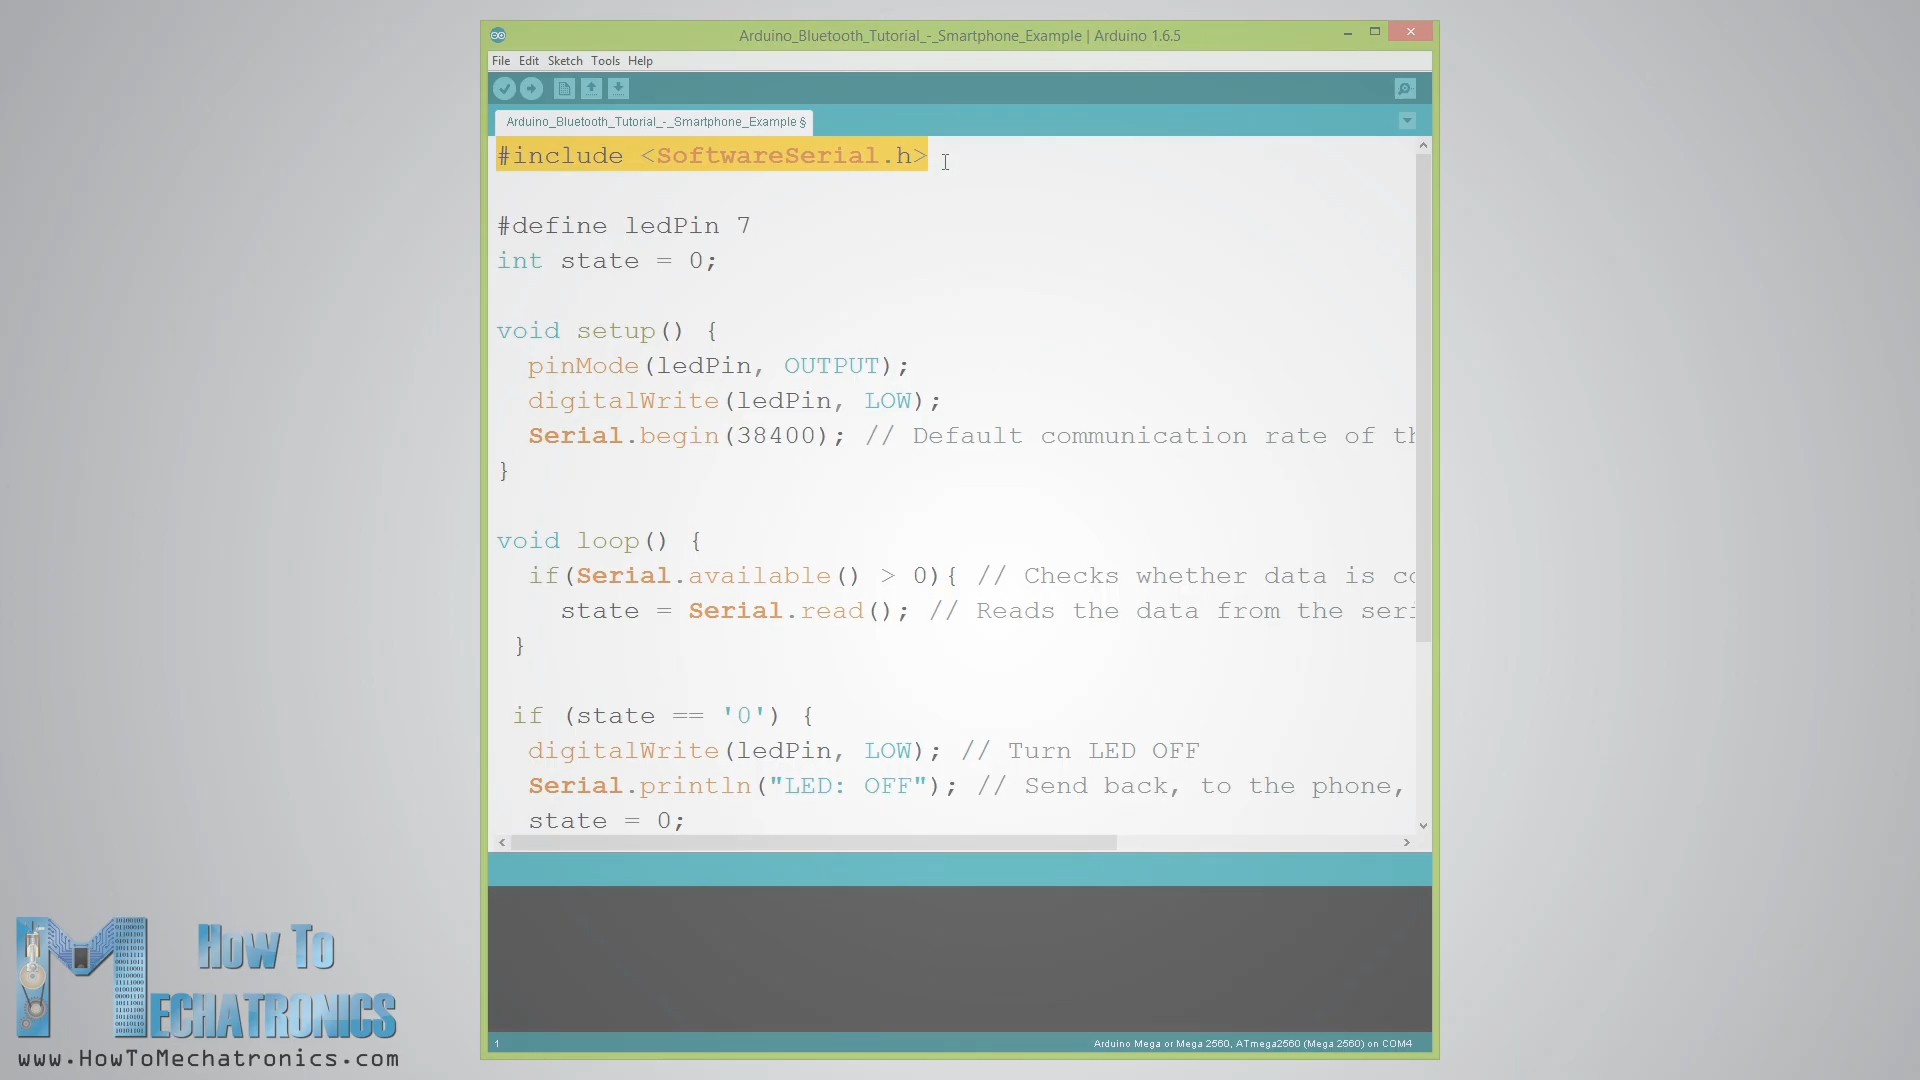 Arduino_Bluetooth_Tutorial_-_Smartphone_Example | Arduino 1.6.5
File Edit Sketch Tools Help
Arduino_Bluetooth_Tutorial_-_Smartphone_Example §
#include <SoftwareSerial.h>
#define ledPin 7
int state = 0;
void setup() {
pinMode(ledPin, OUTPUT);
digitalWrite(ledPin, LOW);
Serial.begin(38400); // Default communication rate of th
}
void loop() {
if(Serial.available() > 0){ // Checks whether data is co
state = Serial.read(); // Reads the data from the seri
}
if (state == '0') {
digitalWrite(ledPin, LOW); // Turn LED OFF
Serial.println("LED: OFF"); // Send back, to the phone,
state = 0;
1
Arduino Mega or Mega 2560, ATmega2560 (Mega 2560) on COM4
How To
MECHATRONICS
www.HowToMechatronics.com